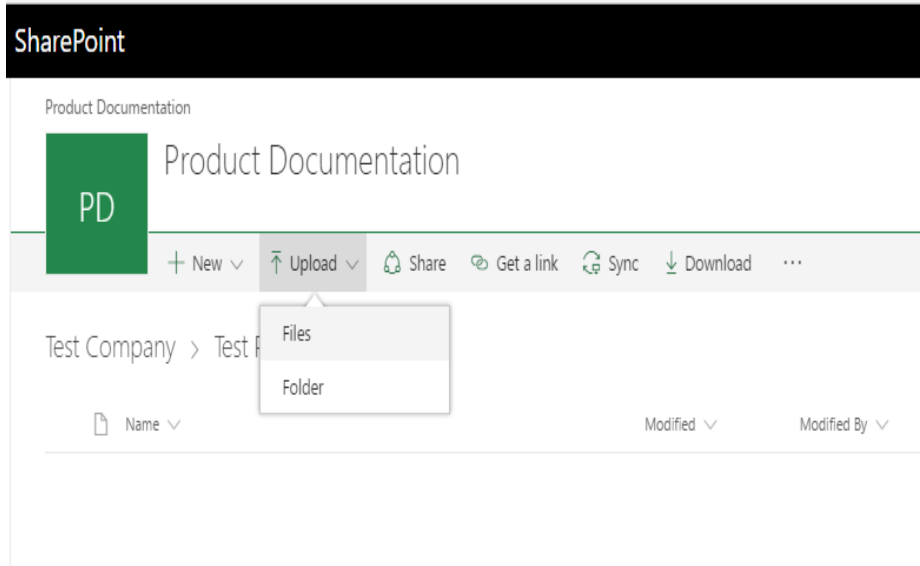 SharePoint
Product Documentation
Product Documentation
PD
New
Upload
Share
Get a link
Sync
Download
...
Files
Test Company > Test
Folder
Name
Modified
Modified By